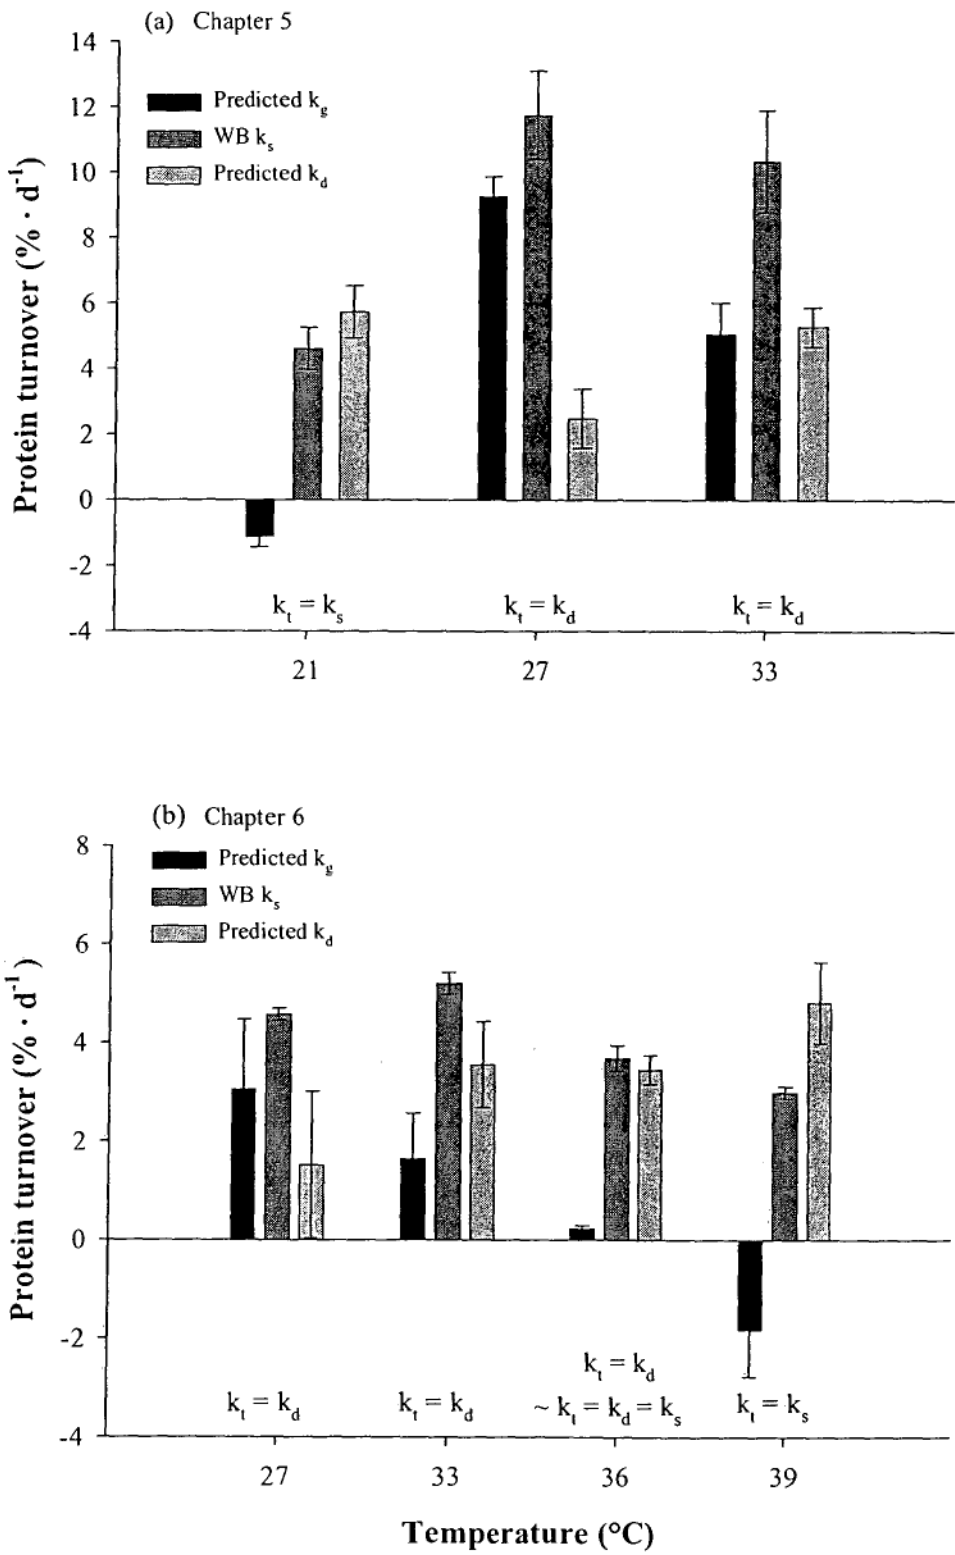 (a) Chapter 5
14
12
10
8
6
4
2
0
-2
-4
Protein turnover (% · d⁻¹)
Predicted k_g
WB k_s
Predicted k_d
k_t = k_s
k_t = k_d
k_t = k_d
21
27
33
(b) Chapter 6
8
6
4
2
0
-2
-4
Protein turnover (% · d⁻¹)
Predicted k_g
WB k_s
Predicted k_d
k_t = k_d
k_t = k_d
k_t = k_d
~ k_t = k_d = k_s
k_t = k_s
27
33
36
39
Temperature (°C)